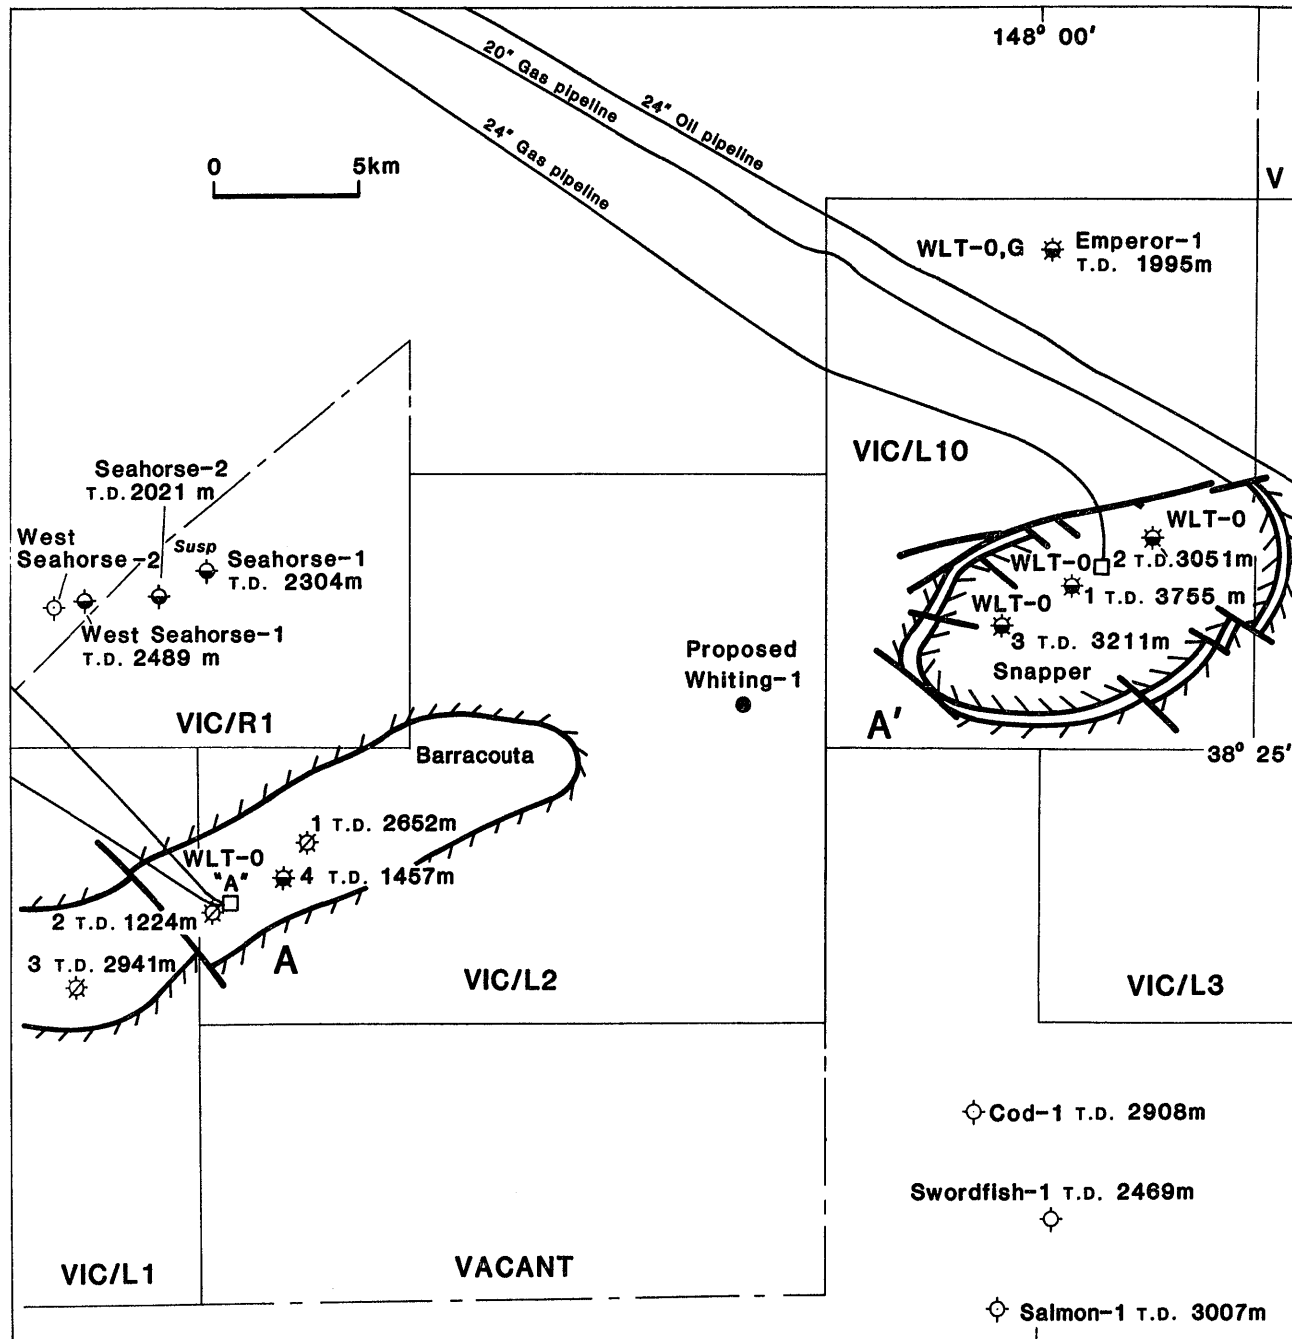 148° 00'
20" Gas pipeline
24" Oil pipeline
24" Gas pipeline
0 5km
V
WLT-0,G Emperor-1
T.D. 1995m
VIC/L10
Seahorse-2
T.D. 2021 m
West
Seahorse-2
Susp
Seahorse-1
T.D. 2304m
West Seahorse-1
T.D. 2489 m
WLT-0
WLT-0 2 T.D. 3051m
WLT-0 1 T.D. 3755 m
3 T.D. 3211m
Snapper
Proposed
Whiting-1
VIC/R1
A'
38° 25'
Barracouta
1 T.D. 2652m
WLT-0
"A"
4 T.D. 1457m
2 T.D. 1224m
3 T.D. 2941m
A
VIC/L2
VIC/L3
Cod-1 T.D. 2908m
Swordfish-1 T.D. 2469m
VIC/L1
VACANT
Salmon-1 T.D. 3007m